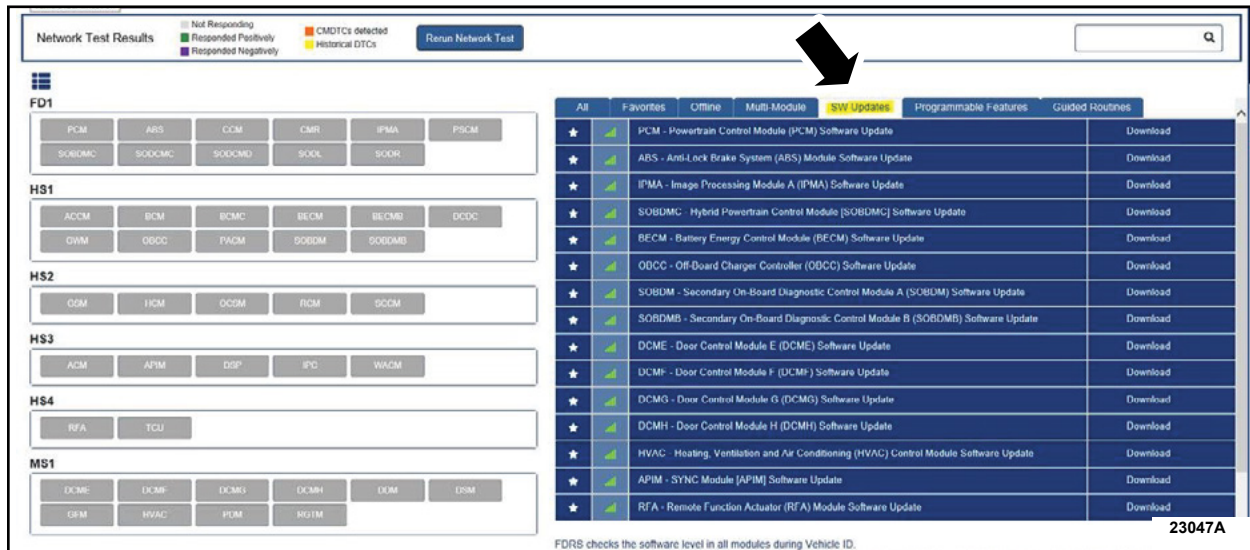 Network Test Results
Not Responding
Responded Positively
Responded Negatively
CMDTCs detected
Historical DTCs
Rerun Network Test
FD1
PCM ABS CCM CMR IPMA PSCM
SOBDMC SODCMC SODCMD SODL SODR
HS1
ACCM BCM BCMC BECM BECMB DCDC
GWM OBCC PACM SOBDM SOBDMB
HS2
GSM HCM OCSM RCM SCCM
HS3
ACM APIM DSP IPC WACM
HS4
RFA TCU
MS1
DCME DCMF DCMG DCMH DDM DSM
GFM HVAC PDM RGTM
All Favorites Offline Multi-Module SW Updates Programmable Features Guided Routines
PCM - Powertrain Control Module (PCM) Software Update Download
ABS - Anti-Lock Brake System (ABS) Module Software Update Download
IPMA - Image Processing Module A (IPMA) Software Update Download
SOBDMC - Hybrid Powertrain Control Module [SOBDMC] Software Update Download
BECM - Battery Energy Control Module (BECM) Software Update Download
OBCC - Off-Board Charger Controller (OBCC) Software Update Download
SOBDM - Secondary On-Board Diagnostic Control Module A (SOBDM) Software Update Download
SOBDMB - Secondary On-Board Diagnostic Control Module B (SOBDMB) Software Update Download
DCME - Door Control Module E (DCME) Software Update Download
DCMF - Door Control Module F (DCMF) Software Update Download
DCMG - Door Control Module G (DCMG) Software Update Download
DCMH - Door Control Module H (DCMH) Software Update Download
HVAC - Heating, Ventilation and Air Conditioning (HVAC) Control Module Software Update Download
APIM - SYNC Module [APIM] Software Update Download
RFA - Remote Function Actuator (RFA) Module Software Update Download
23047A
FDRS checks the software level in all modules during Vehicle ID.